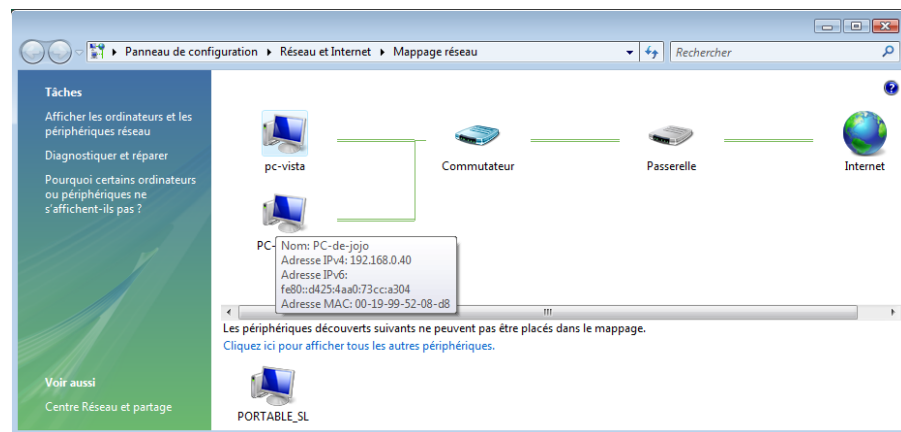 Panneau de configuration ▸ Réseau et Internet ▸ Mappage réseau
Rechercher
Tâches
Afficher les ordinateurs et les
périphériques réseau
Diagnostiquer et réparer
Pourquoi certains ordinateurs
ou périphériques ne
s'affichent-ils pas ?
pc-vista
Commutateur
Passerelle
Internet
PC-
Nom: PC-de-jojo
Adresse IPv4: 192.168.0.40
Adresse IPv6:
fe80::d425:4aa0:73cc:a304
Adresse MAC: 00-19-99-52-08-d8
Les périphériques découverts suivants ne peuvent pas être placés dans le mappage.
Cliquez ici pour afficher tous les autres périphériques.
PORTABLE_SL
Voir aussi
Centre Réseau et partage